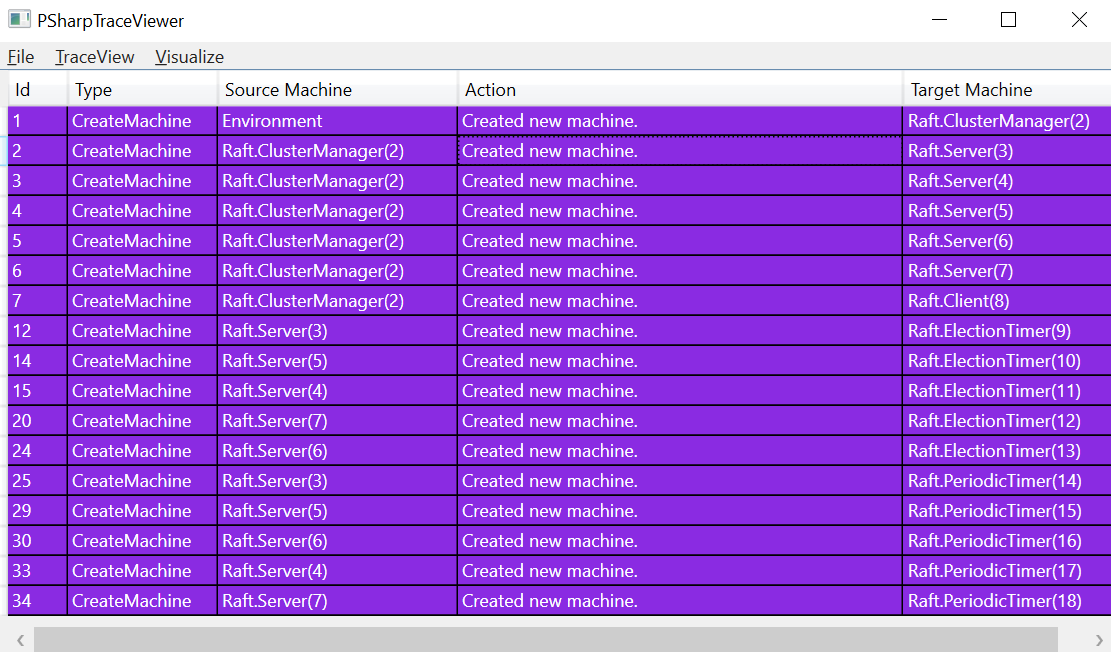 PSharpTraceViewer
File TraceView Visualize
Id Type Source Machine Action Target Machine
1 CreateMachine Environment Created new machine. Raft.ClusterManager(2)
2 CreateMachine Raft.ClusterManager(2) Created new machine. Raft.Server(3)
3 CreateMachine Raft.ClusterManager(2) Created new machine. Raft.Server(4)
4 CreateMachine Raft.ClusterManager(2) Created new machine. Raft.Server(5)
5 CreateMachine Raft.ClusterManager(2) Created new machine. Raft.Server(6)
6 CreateMachine Raft.ClusterManager(2) Created new machine. Raft.Server(7)
7 CreateMachine Raft.ClusterManager(2) Created new machine. Raft.Client(8)
12 CreateMachine Raft.Server(3) Created new machine. Raft.ElectionTimer(9)
14 CreateMachine Raft.Server(5) Created new machine. Raft.ElectionTimer(10)
15 CreateMachine Raft.Server(4) Created new machine. Raft.ElectionTimer(11)
20 CreateMachine Raft.Server(7) Created new machine. Raft.ElectionTimer(12)
24 CreateMachine Raft.Server(6) Created new machine. Raft.ElectionTimer(13)
25 CreateMachine Raft.Server(3) Created new machine. Raft.PeriodicTimer(14)
29 CreateMachine Raft.Server(5) Created new machine. Raft.PeriodicTimer(15)
30 CreateMachine Raft.Server(6) Created new machine. Raft.PeriodicTimer(16)
33 CreateMachine Raft.Server(4) Created new machine. Raft.PeriodicTimer(17)
34 CreateMachine Raft.Server(7) Created new machine. Raft.PeriodicTimer(18)